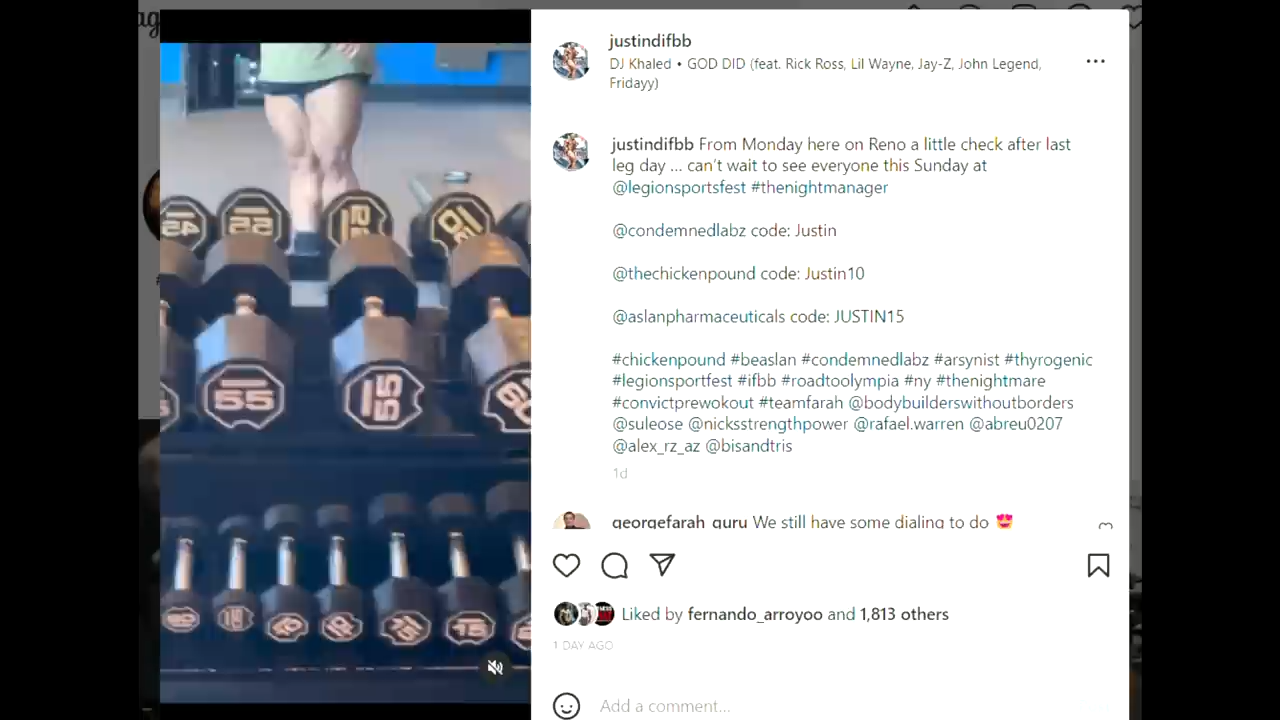 justindifbb
DJ Khaled • GOD DID (feat. Rick Ross, Lil Wayne, Jay-Z, John Legend,
Fridayy)
justindifbb From Monday here on Reno a little check after last
leg day ... can't wait to see everyone this Sunday at
@legionsportsfest #thenightmanager
@condemnedlabz code: Justin
@thechickenpound code: Justin10
@aslanpharmaceuticals code: JUSTIN15
#chickenpound #beaslan #condemnedlabz #arsynist #thyrogenic
#legionsportfest #ifbb #roadtoolympia #ny #thenightmare
#convictprewokout #teamfarah @bodybuilderswithoutborders
@suleose @nicksstrengthpower @rafael.warren @abreu0207
@alex_rz_az @bisandtris
1d
georgefarah_guru We still have some dialing to do 😍
Liked by fernando_arroyoo and 1,813 others
1 DAY AGO
Add a comment...
45
55
55
55